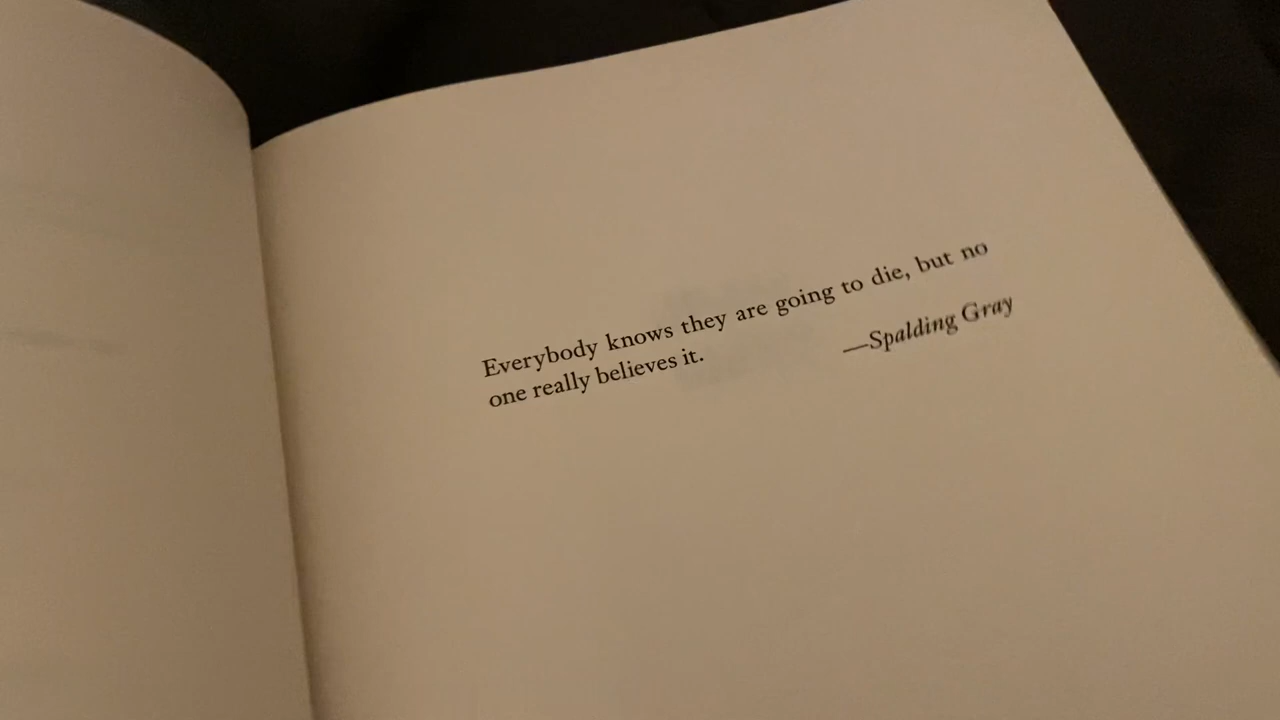 Everybody knows they are going to die, but no
one really believes it.
—Spalding Gray